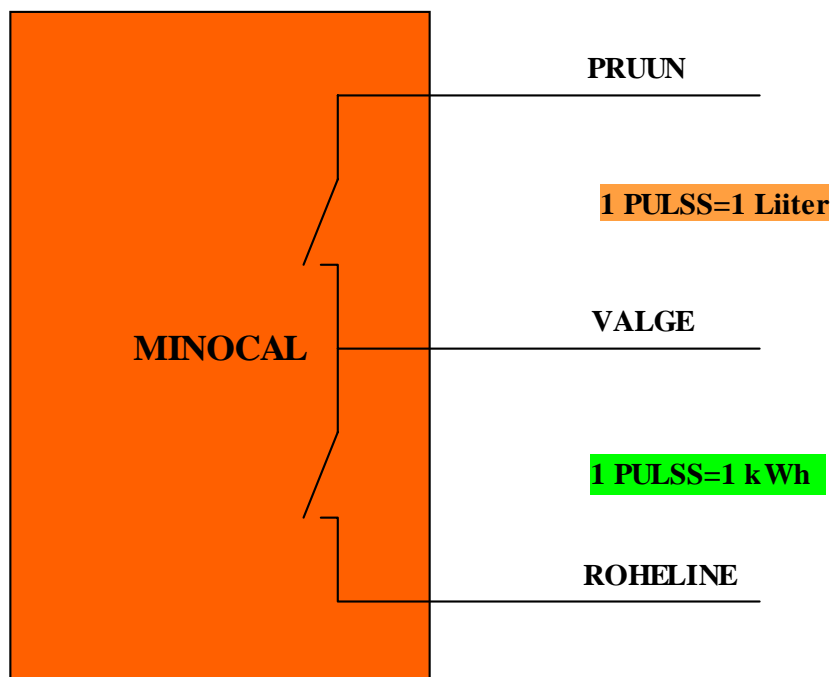 PRUUN
1 PULSS=1 Liiter
VALGE
MINOCAL
1 PULSS=1 kWh
ROHELINE